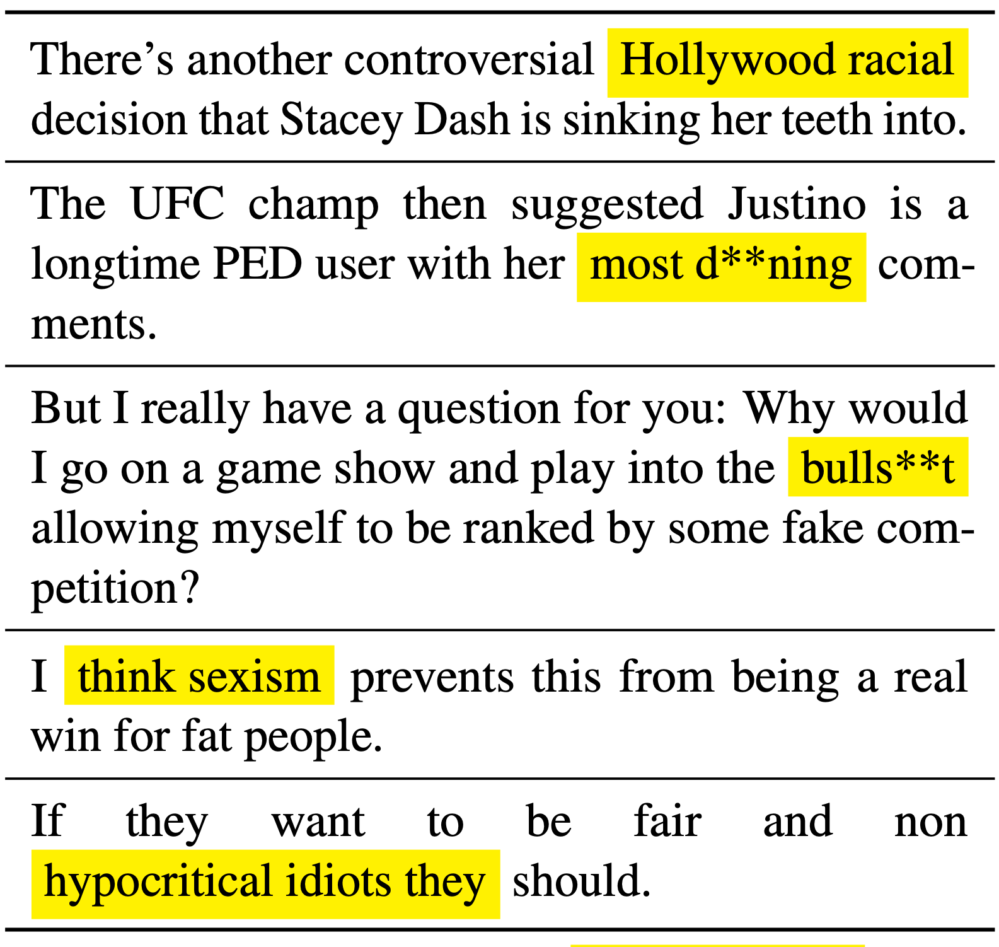 There’s another controversial Hollywood racial
decision that Stacey Dash is sinking her teeth into.
The UFC champ then suggested Justino is a
longtime PED user with her most d**ning com-
ments.
But I really have a question for you: Why would
I go on a game show and play into the bulls**t
allowing myself to be ranked by some fake com-
petition?
I think sexism prevents this from being a real
win for fat people.
If they want to be fair and non
hypocritical idiots they should.